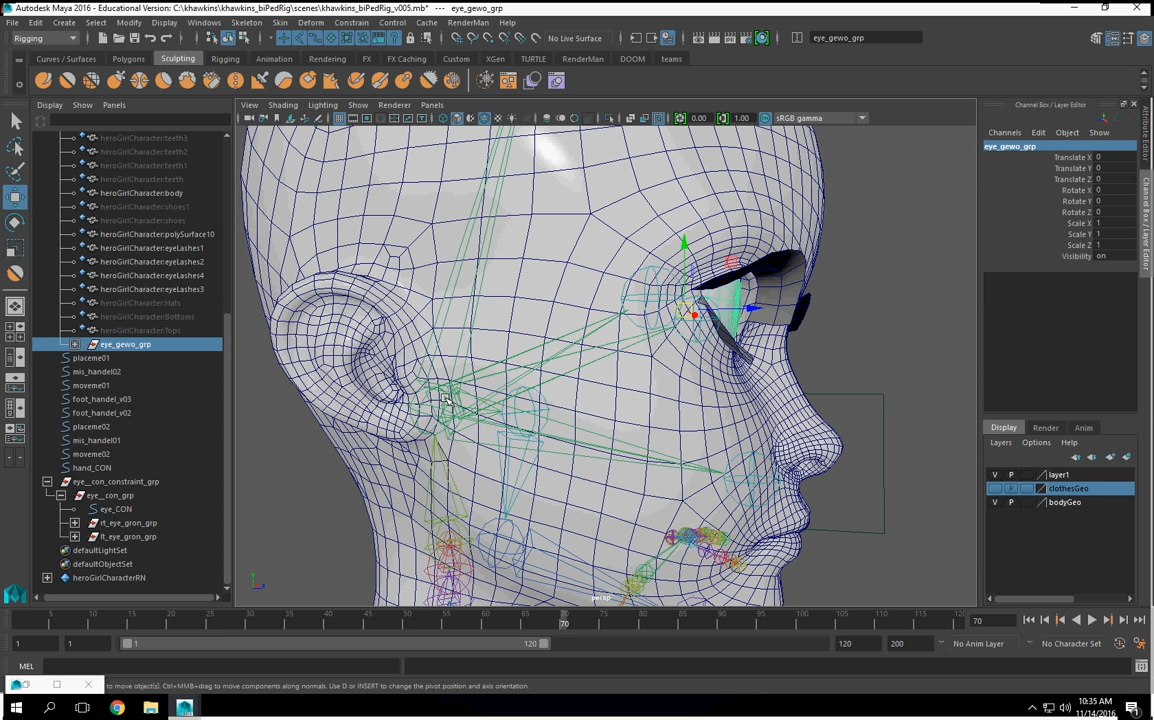 Autodesk Maya 2016 - Educational Version: C:\khawkins_biPedRig\scenes\khawkins_biPedRig_v005.mb* --- eye_gewo_grp
File Edit Create Select Modify Display Windows Skeleton Skin Deform Constrain Control Cache RenderMan Help
Rigging No Live Surface eye_gewo_grp
Curves / Surfaces Polygons Sculpting Rigging Animation Rendering FX FX Caching Custom XGen TURTLE RenderMan DOOM teams
Display Show Panels
View Shading Lighting Show Renderer Panels
0.00 1.00 sRGB gamma
heroGirlCharacter:teeth3
heroGirlCharacter:teeth2
heroGirlCharacter:teeth1
heroGirlCharacter:teeth
heroGirlCharacter:body
heroGirlCharacter:shoes1
heroGirlCharacter:shoes
heroGirlCharacter:polySurface10
heroGirlCharacter:eyeLashes1
heroGirlCharacter:eyeLashes2
heroGirlCharacter:eyeLashes4
heroGirlCharacter:eyeLashes3
heroGirlCharacter:Hats
heroGirlCharacter:Bottoms
heroGirlCharacter:Tops
eye_gewo_grp
placeme01
mis_handel02
moveme01
foot_handel_v03
foot_handel_v02
placeme02
mis_handel01
moveme02
hand_CON
eye__con_constraint_grp
eye__con_grp
eye_CON
rt_eye_gron_grp
lt_eye_gron_grp
defaultLightSet
defaultObjectSet
heroGirlCharacterRN
persp
Channel Box / Layer Editor
Channels Edit Object Show
eye_gewo_grp
Translate X 0
Translate Y 0
Translate Z 0
Rotate X 0
Rotate Y 0
Rotate Z 0
Scale X 1
Scale Y 1
Scale Z 1
Visibility on
Attribute Editor
Channel Box / Layer Editor
Display Render Anim
Layers Options Help
V P layer1
P clothesGeo
V P bodyGeo
5 10 15 20 25 30 35 40 45 50 55 60 65 70 75 80 85 90 95 100 105 110 115 120
70 70
1 1 1 120 120 200 No Anim Layer No Character Set
MEL
to move object(s). Ctrl+MMB+drag to move components along normals. Use D or INSERT to change the pivot position and axis orientation.
10:35 AM
11/14/2016